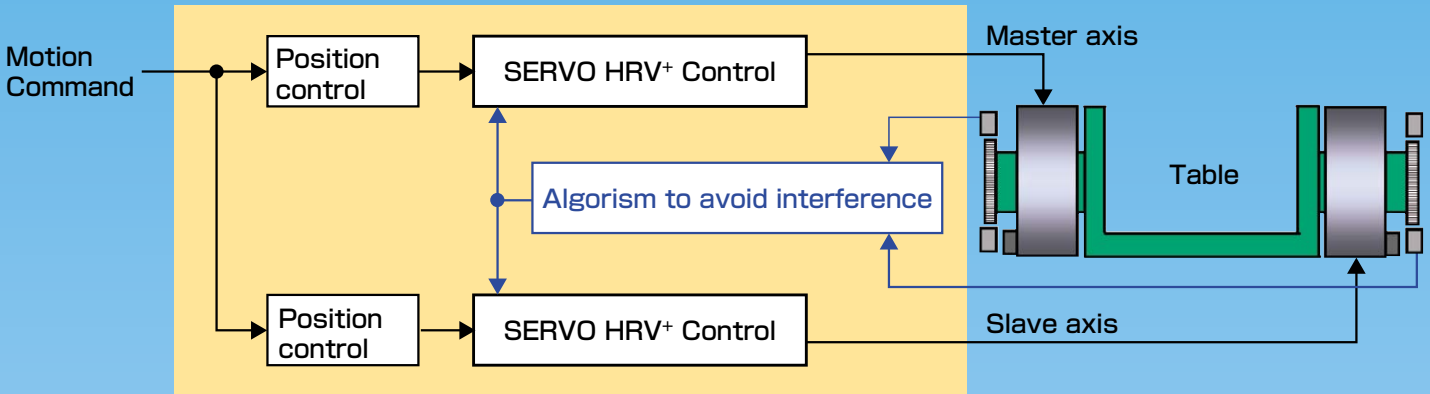 Motion
Command
Position
control
SERVO HRV+ Control
Master axis
Algorism to avoid interference
Table
Position
control
SERVO HRV+ Control
Slave axis